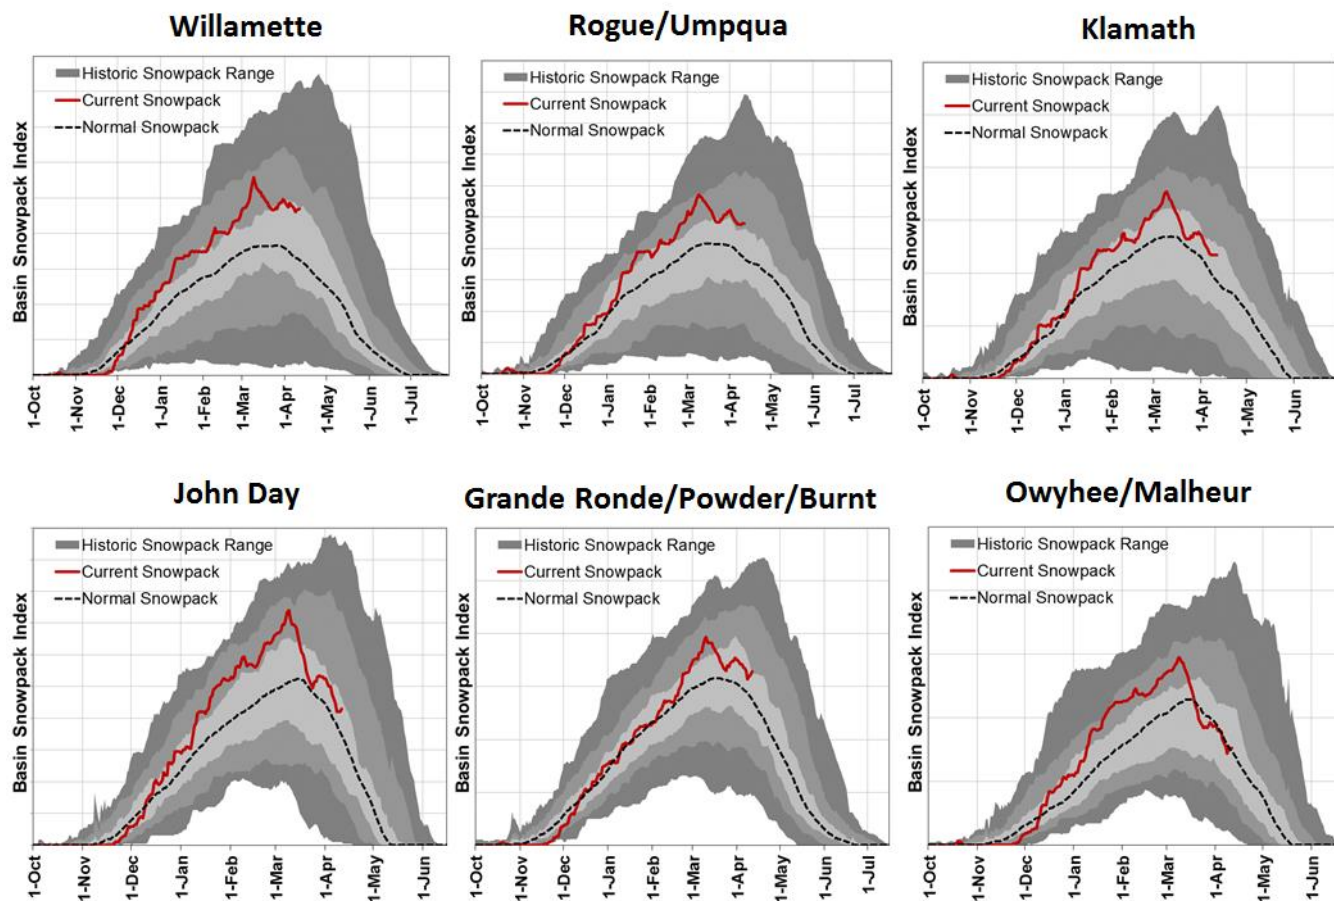 Willamette
Basin Snowpack Index
Historic Snowpack Range
Current Snowpack
Normal Snowpack
1-Oct
1-Nov
1-Dec
1-Jan
1-Feb
1-Mar
1-Apr
1-May
1-Jun
1-Jul
Rogue/Umpqua
Basin Snowpack Index
Historic Snowpack Range
Current Snowpack
Normal Snowpack
1-Oct
1-Nov
1-Dec
1-Jan
1-Feb
1-Mar
1-Apr
1-May
1-Jun
1-Jul
Klamath
Basin Snowpack Index
Historic Snowpack Range
Current Snowpack
Normal Snowpack
1-Oct
1-Nov
1-Dec
1-Jan
1-Feb
1-Mar
1-Apr
1-May
1-Jun
John Day
Basin Snowpack Index
Historic Snowpack Range
Current Snowpack
Normal Snowpack
1-Oct
1-Nov
1-Dec
1-Jan
1-Feb
1-Mar
1-Apr
1-May
1-Jun
Grande Ronde/Powder/Burnt
Basin Snowpack Index
Historic Snowpack Range
Current Snowpack
Normal Snowpack
1-Oct
1-Nov
1-Dec
1-Jan
1-Feb
1-Mar
1-Apr
1-May
1-Jun
1-Jul
Owyhee/Malheur
Basin Snowpack Index
Historic Snowpack Range
Current Snowpack
Normal Snowpack
1-Oct
1-Nov
1-Dec
1-Jan
1-Feb
1-Mar
1-Apr
1-May
1-Jun